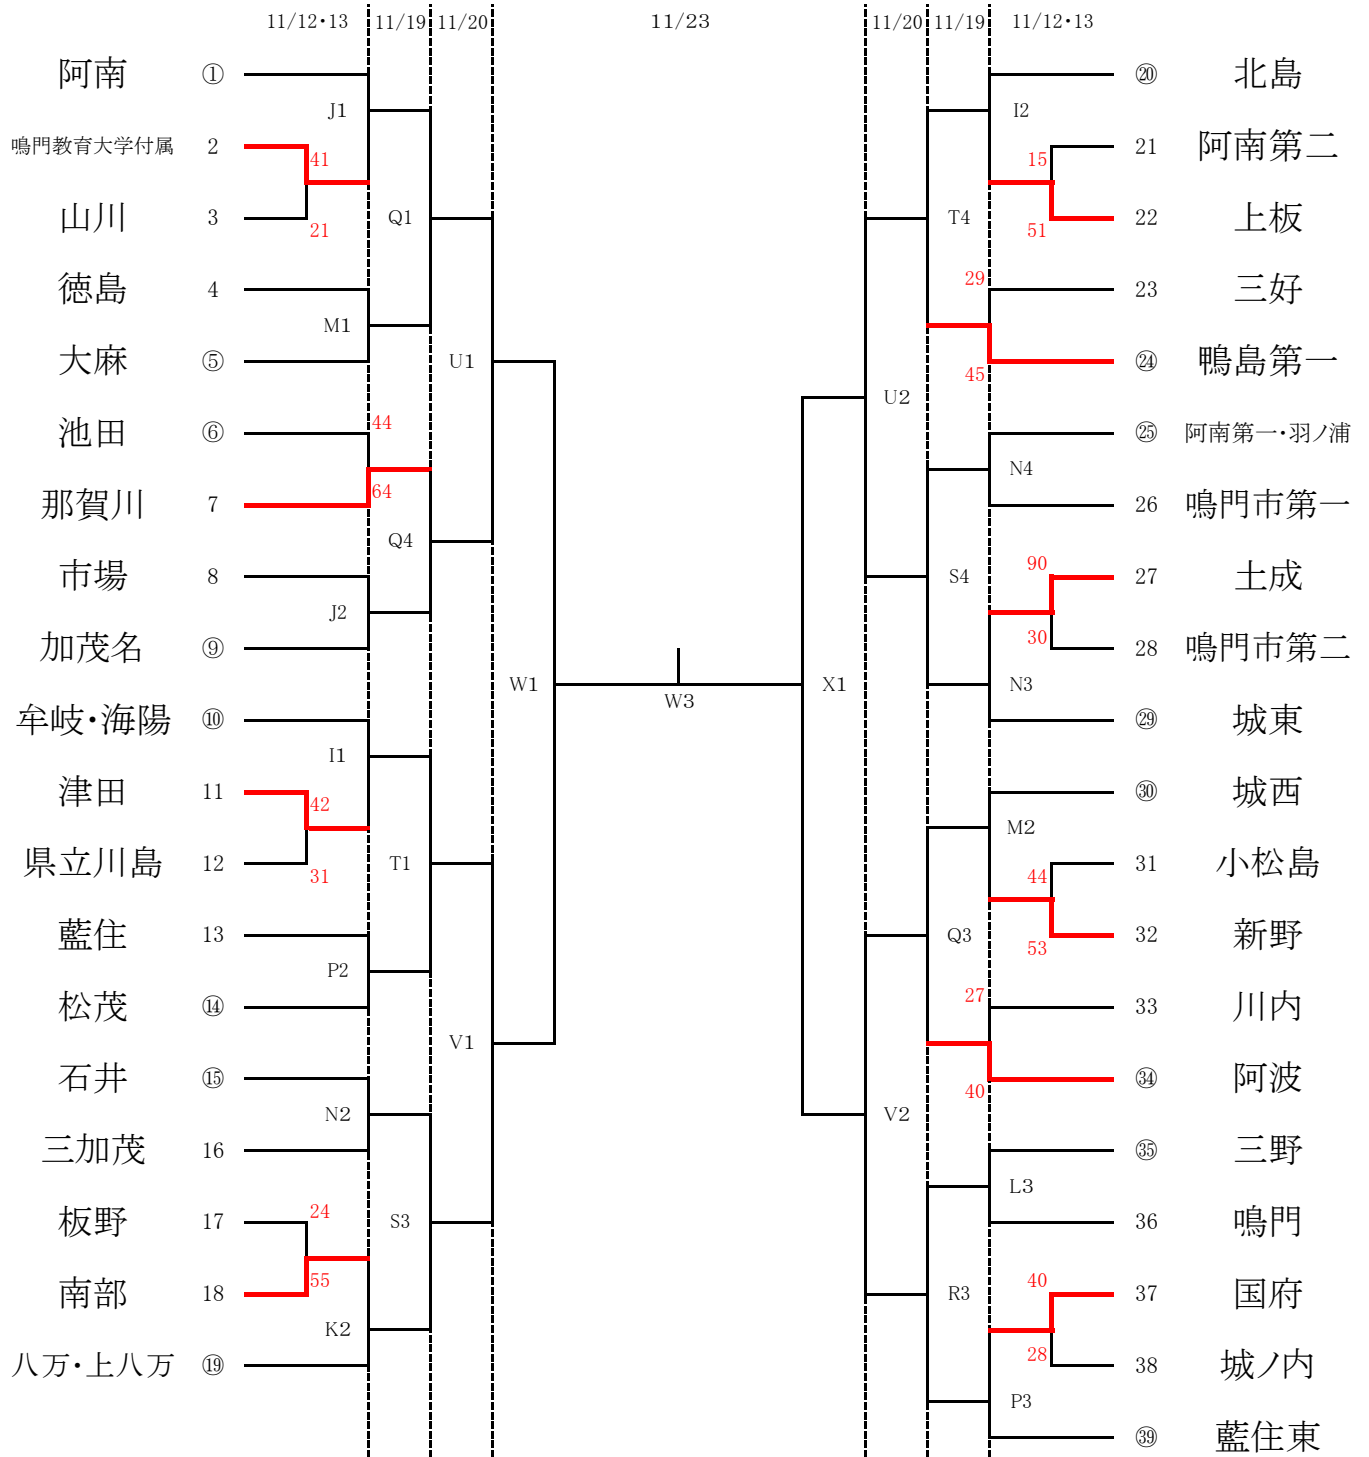 11/12・13 11/19 11/20 11/23 11/20 11/19 11/12・13
阿南 ① ⑳ 北島
J1 I2
鳴門教育大学付属 2 41 15 21 阿南第二
山川 3 21 Q1 T4 51 22 上板
徳島 4 29 23 三好
M1
大麻 ⑤ U1 45 ㉔ 鴨島第一
U2
池田 ⑥ 44 ㉕ 阿南第一・羽ノ浦
N4
那賀川 7 64 26 鳴門市第一
Q4
市場 8 S4 90 27 土成
J2
加茂名 ⑨ 30 28 鳴門市第二
W1 W3 X1 N3
牟岐・海陽 ⑩ ㉙ 城東
I1
津田 11 42 ㉚ 城西
M2
県立川島 12 31 T1 44 31 小松島
藍住 13 Q3 53 32 新野
P2
松茂 ⑭ 27 33 川内
V1
石井 ⑮ 40 ㉞ 阿波
N2 V2
三加茂 16 ㉟ 三野
L3
板野 17 24 S3 36 鳴門
南部 18 55 R3 40 37 国府
K2
八万・上八万 ⑲ 28 38 城ノ内
P3
㊴ 藍住東